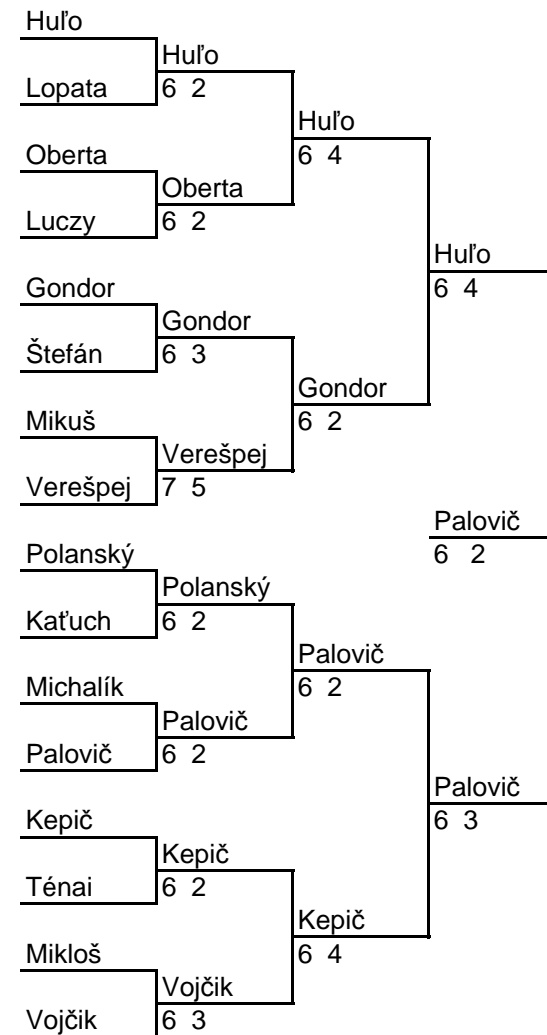 Huľo
Huľo
Lopata
6 2
Huľo
Oberta
6 4
Oberta
Luczy
6 2
Huľo
Gondor
6 4
Gondor
Štefán
6 3
Gondor
Mikuš
6 2
Verešpej
Verešpej
7 5
Palovič
Polanský
6 2
Polanský
Kaťuch
6 2
Palovič
Michalík
6 2
Palovič
Palovič
6 2
Palovič
Kepič
6 3
Kepič
Ténai
6 2
Kepič
Mikloš
6 4
Vojčik
Vojčik
6 3